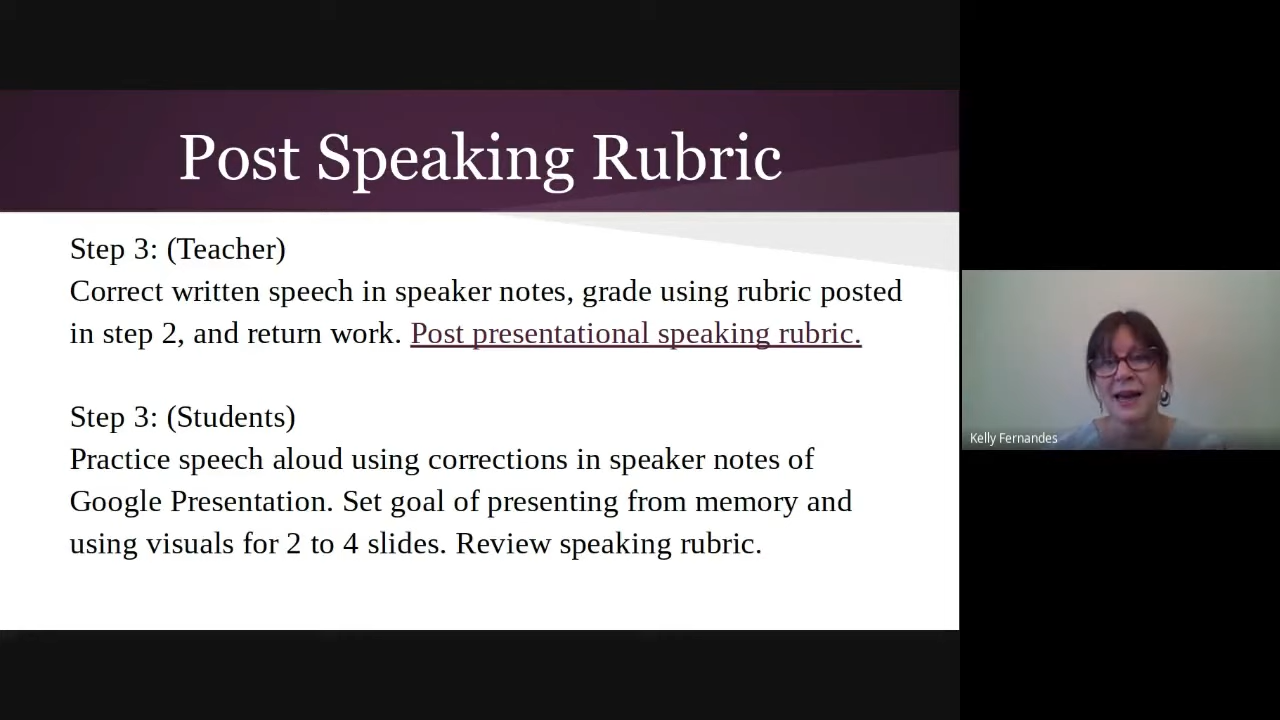 Post Speaking Rubric
Step 3: (Teacher)
Correct written speech in speaker notes, grade using rubric posted
in step 2, and return work. Post presentational speaking rubric.
Step 3: (Students)
Practice speech aloud using corrections in speaker notes of
Google Presentation. Set goal of presenting from memory and
using visuals for 2 to 4 slides. Review speaking rubric.
Kelly Fernandes